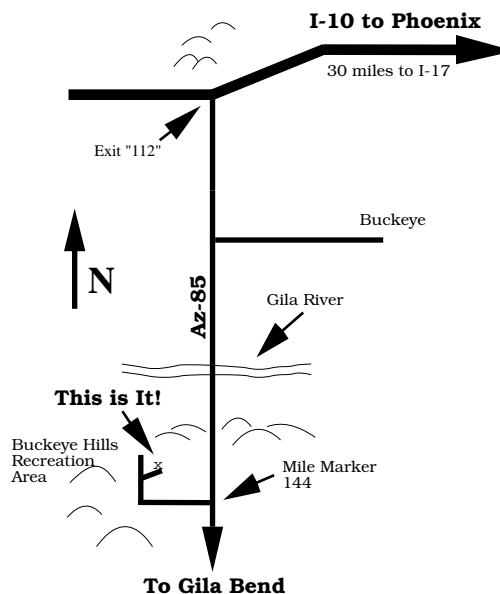 I-10 to Phoenix
30 miles to I-17
Exit "112"
Buckeye
N
Az-85
Gila River
This is It!
Buckeye Hills
Recreation
Area
x
Mile Marker
144
To Gila Bend